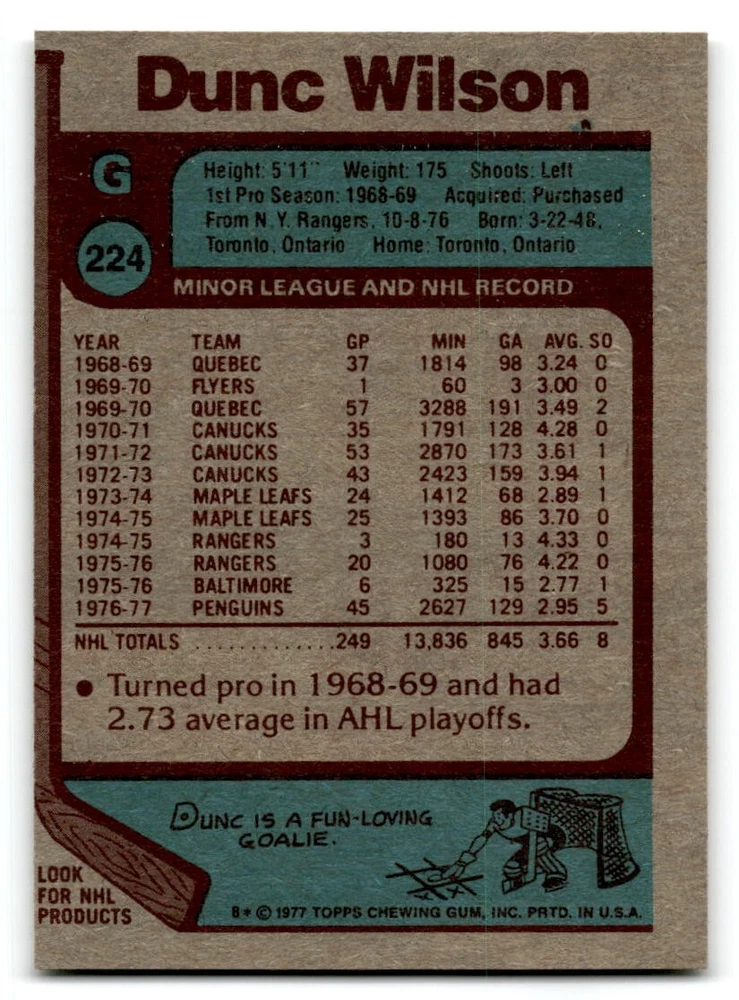 Dunc Wilson
G
224
Height: 5'11" Weight: 175 Shoots: Left
1st Pro Season: 1968-69 Acquired: Purchased
From N.Y. Rangers, 10-8-76 Born: 3-22-48,
Toronto, Ontario Home: Toronto, Ontario
MINOR LEAGUE AND NHL RECORD
YEAR TEAM GP MIN GA AVG. SO
1968-69 QUEBEC 37 1814 98 3.24 0
1969-70 FLYERS 1 60 3 3.00 0
1969-70 QUEBEC 57 3288 191 3.49 2
1970-71 CANUCKS 35 1791 128 4.28 0
1971-72 CANUCKS 53 2870 173 3.61 1
1972-73 CANUCKS 43 2423 159 3.94 1
1973-74 MAPLE LEAFS 24 1412 68 2.89 1
1974-75 MAPLE LEAFS 25 1393 86 3.70 0
1974-75 RANGERS 3 180 13 4.33 0
1975-76 RANGERS 20 1080 76 4.22 0
1975-76 BALTIMORE 6 325 15 2.77 1
1976-77 PENGUINS 45 2627 129 2.95 5
NHL TOTALS .............249 13,836 845 3.66 8
• Turned pro in 1968-69 and had
2.73 average in AHL playoffs.
DUNC IS A FUN-LOVING
GOALIE.
LOOK
FOR NHL
PRODUCTS
8* © 1977 TOPPS CHEWING GUM, INC. PRTD. IN U.S.A.